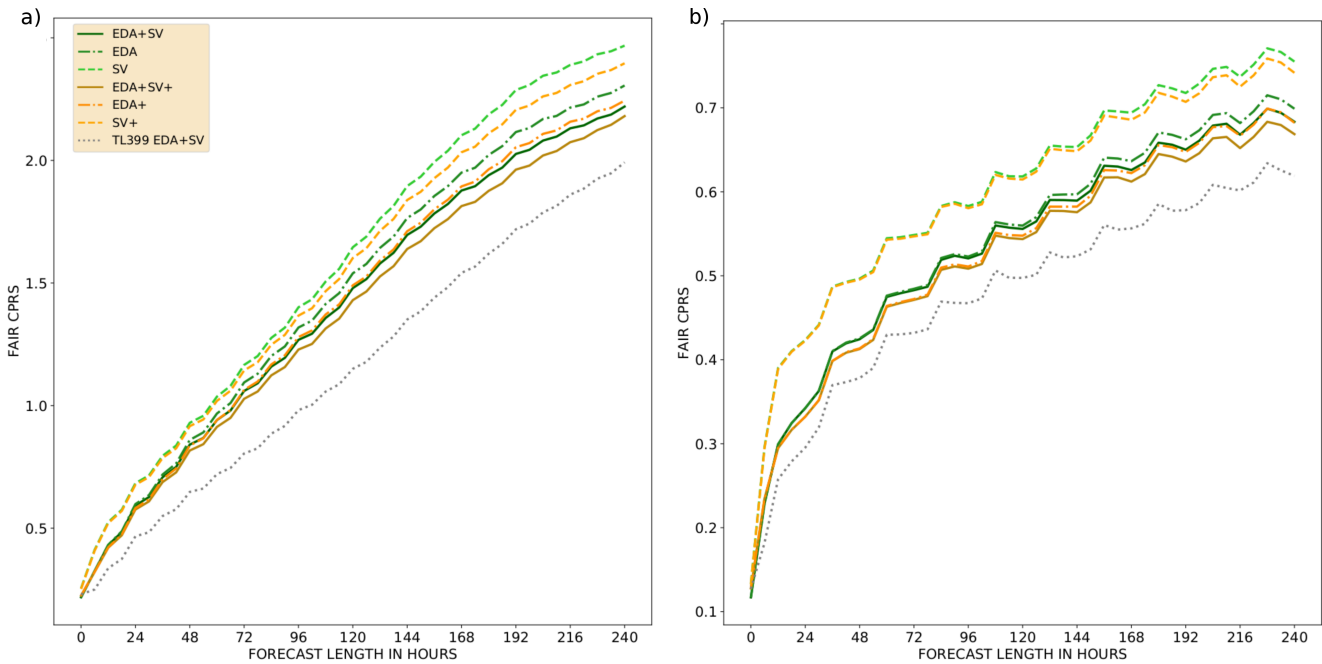 a)
EDA+SV
EDA
SV
EDA+SV+
EDA+
SV+
TL399 EDA+SV
2.0
1.5
1.0
0.5
FAIR CPRS
0 24 48 72 96 120 144 168 192 216 240
FORECAST LENGTH IN HOURS
b)
0.7
0.6
0.5
0.4
0.3
0.2
0.1
FAIR CPRS
0 24 48 72 96 120 144 168 192 216 240
FORECAST LENGTH IN HOURS